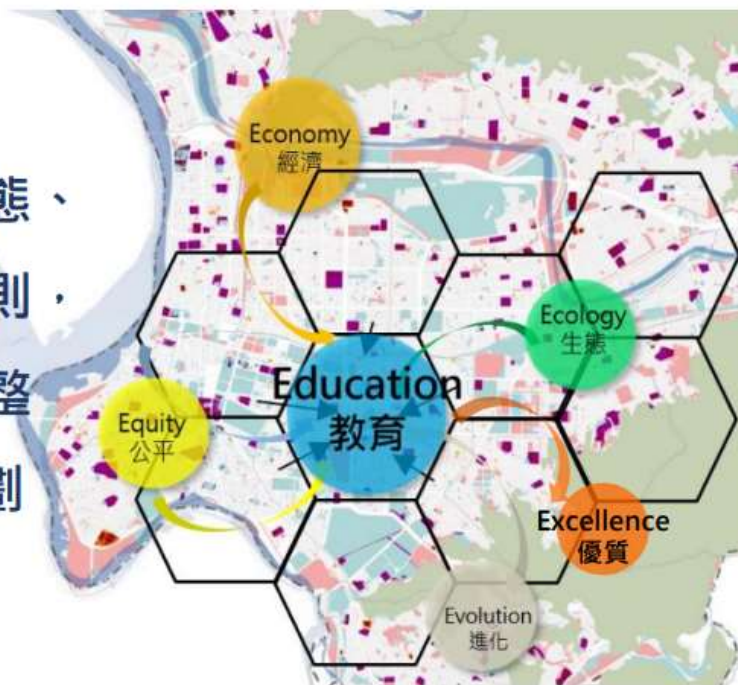 態、
則，
整
劃
Economy
經濟
Ecology
生態
Education
教育
Equity
公平
Excellence
優質
Evolution
進化